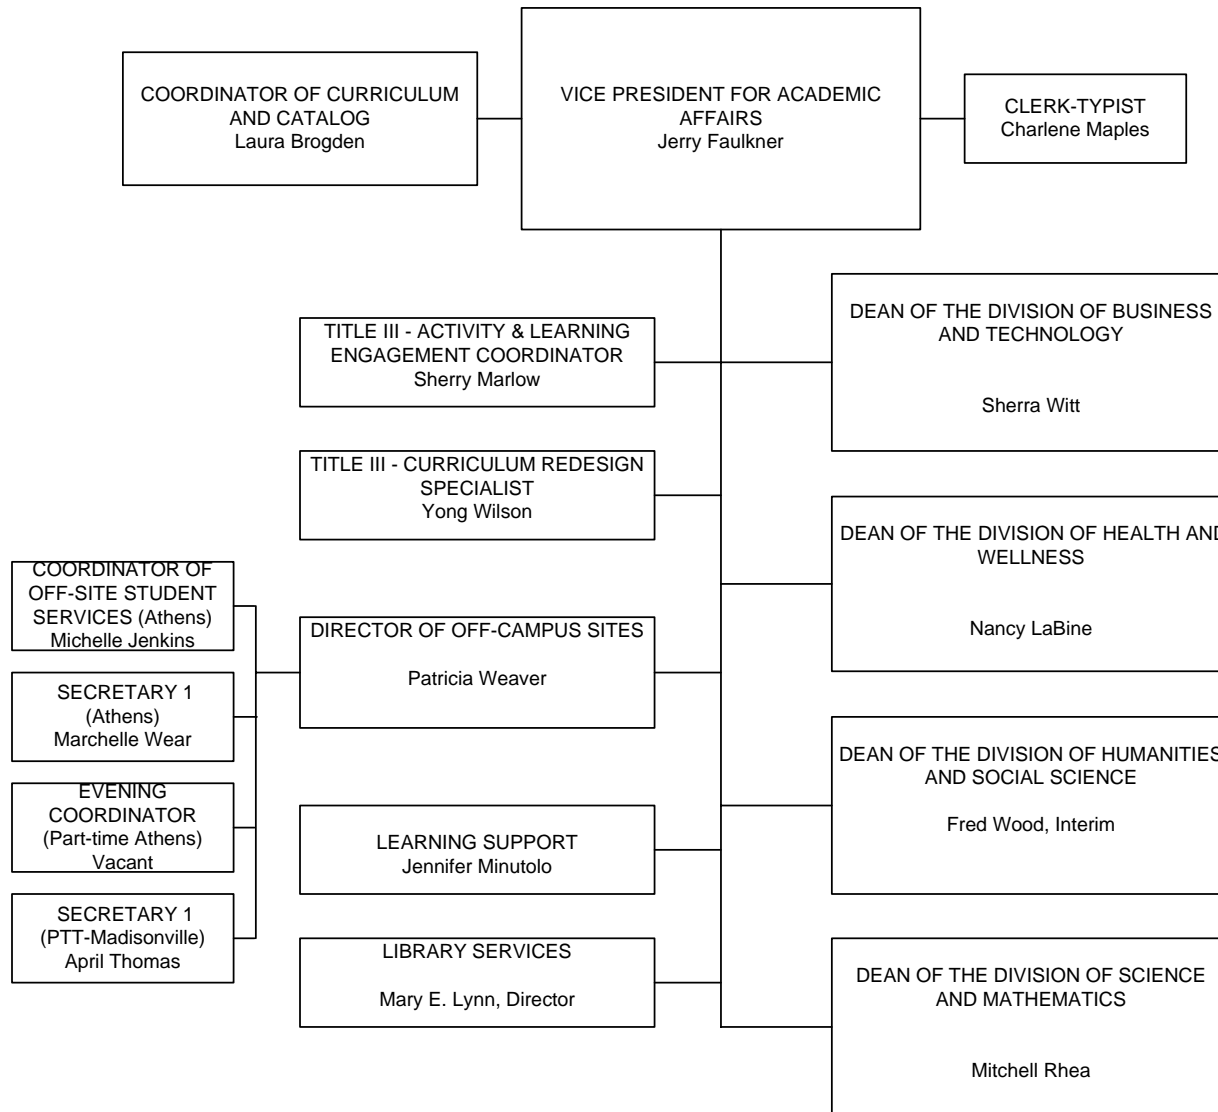 COORDINATOR OF CURRICULUM
AND CATALOG
Laura Brogden
VICE PRESIDENT FOR ACADEMIC
AFFAIRS
Jerry Faulkner
CLERK-TYPIST
Charlene Maples
TITLE III - ACTIVITY & LEARNING
ENGAGEMENT COORDINATOR
Sherry Marlow
DEAN OF THE DIVISION OF BUSINESS
AND TECHNOLOGY
Sherra Witt
TITLE III - CURRICULUM REDESIGN
SPECIALIST
Yong Wilson
DEAN OF THE DIVISION OF HEALTH AND
WELLNESS
Nancy LaBine
COORDINATOR OF
OFF-SITE STUDENT
SERVICES (Athens)
Michelle Jenkins
DIRECTOR OF OFF-CAMPUS SITES
Patricia Weaver
SECRETARY 1
(Athens)
Marchelle Wear
EVENING
COORDINATOR
(Part-time Athens)
Vacant
SECRETARY 1
(PTT-Madisonville)
April Thomas
DEAN OF THE DIVISION OF HUMANITIES
AND SOCIAL SCIENCE
Fred Wood, Interim
LEARNING SUPPORT
Jennifer Minutolo
LIBRARY SERVICES
Mary E. Lynn, Director
DEAN OF THE DIVISION OF SCIENCE
AND MATHEMATICS
Mitchell Rhea